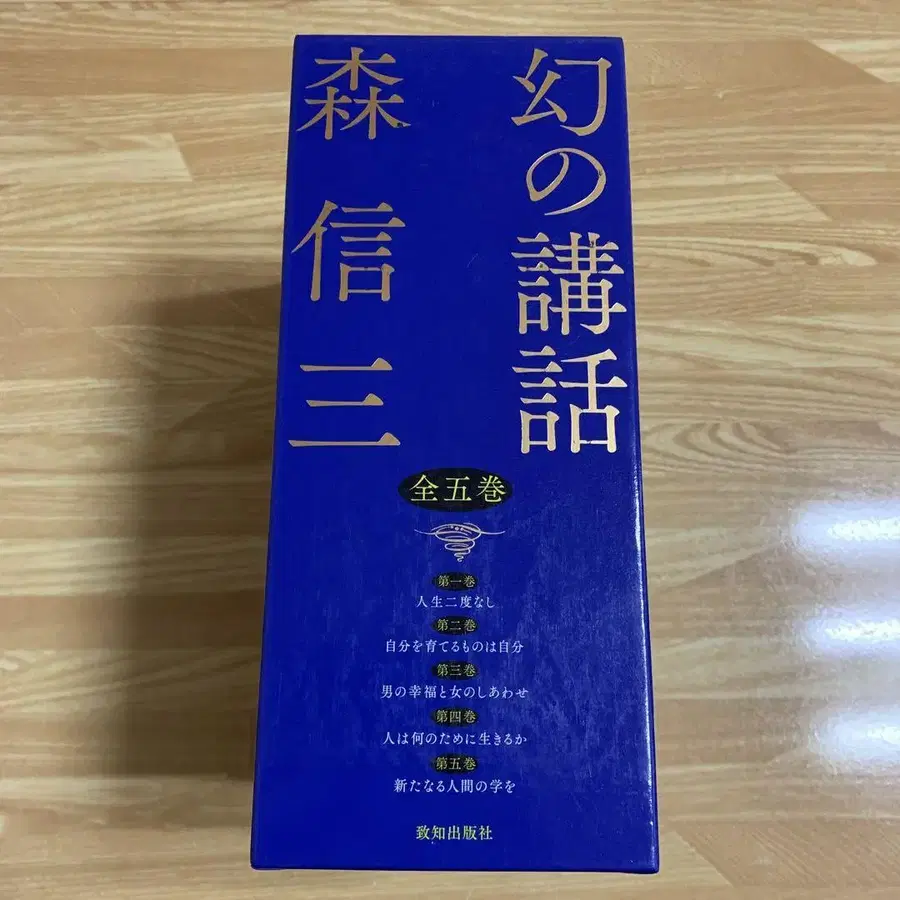 幻の講話
森信三
全五巻
第一巻
人生二度なし
第二巻
自分を育てるものは自分
第三巻
男の幸福と女のしあわせ
第四巻
人は何のために生きるか
第五巻
新たなる人間の学を
致知出版社